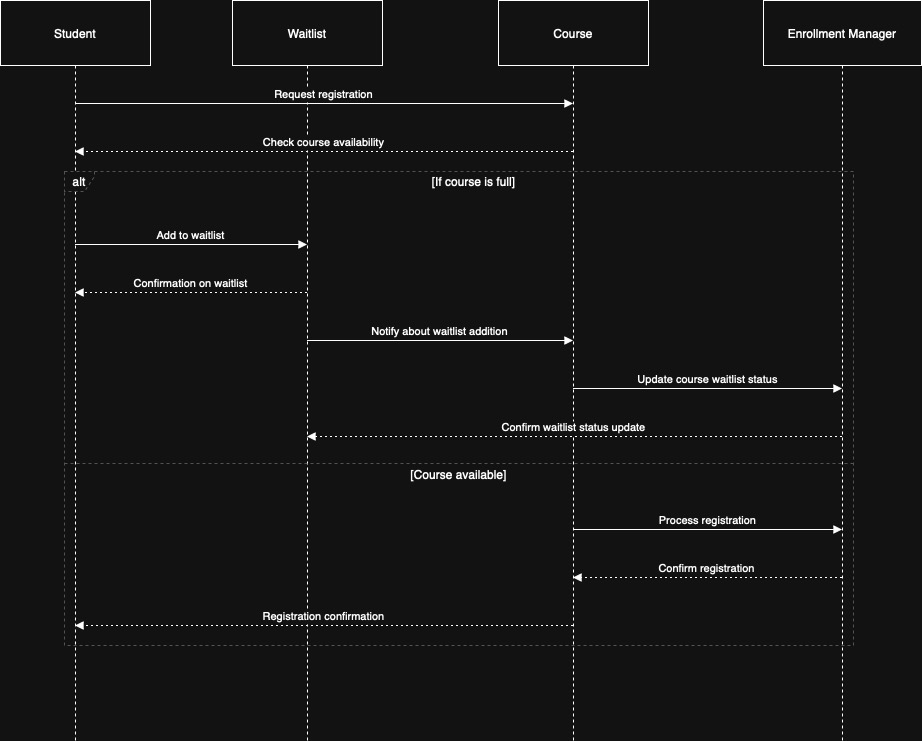 Student
Waitlist
Course
Enrollment Manager
Request registration
Check course availability
alt
[If course is full]
Add to waitlist
Confirmation on waitlist
Notify about waitlist addition
Update course waitlist status
Confirm waitlist status update
[Course available]
Process registration
Confirm registration
Registration confirmation